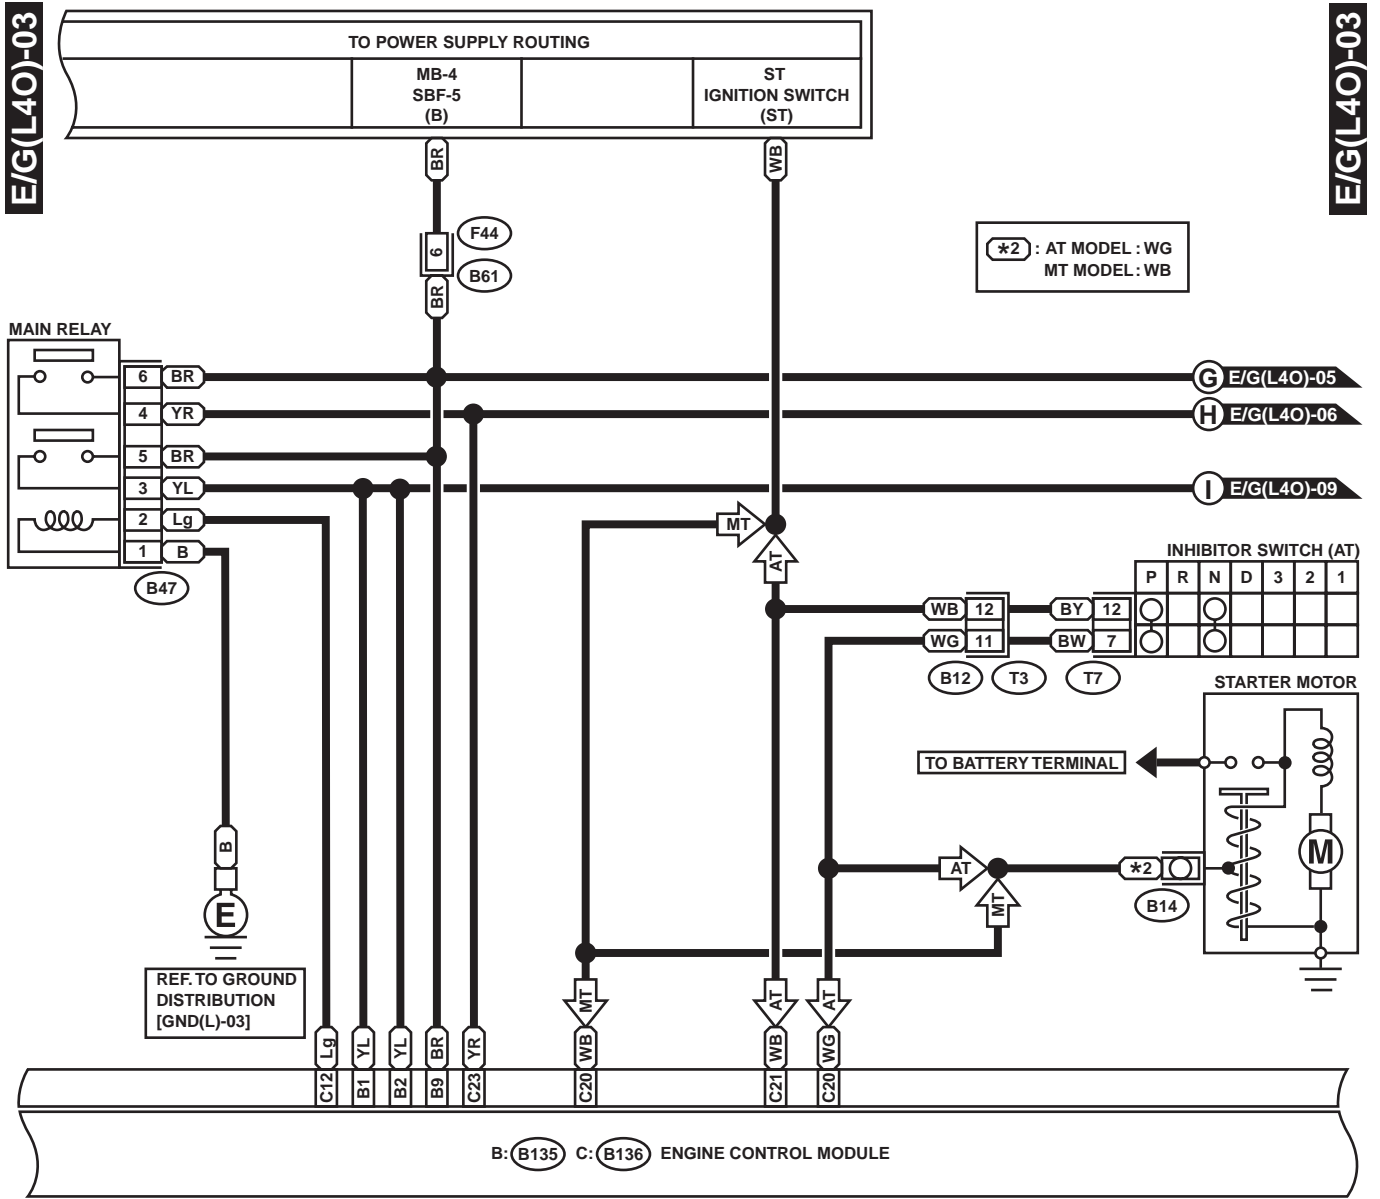 E/G(L4O)-03
E/G(L4O)-03
TO POWER SUPPLY ROUTING
MB-4
SBF-5
(B)
ST
IGNITION SWITCH
(ST)
BR
WB
6
F44
B61
BR
*2 : AT MODEL : WG
MT MODEL : WB
MAIN RELAY
6 BR
4 YR
5 BR
3 YL
2 Lg
1 B
B47
G E/G(L4O)-05
H E/G(L4O)-06
I E/G(L4O)-09
MT
AT
INHIBITOR SWITCH (AT)
P R N D 3 2 1
WB 12 BY 12
WG 11 BW 7
B12 T3 T7
STARTER MOTOR
TO BATTERY TERMINAL
M
AT
*2
MT
B14
B
E
REF. TO GROUND
DISTRIBUTION
[GND(L)-03]
MT AT AT
Lg YL YL BR YR WB WB WG
C12 B1 B2 B9 C23 C20 C21 C20
B: B135 C: B136 ENGINE CONTROL MODULE